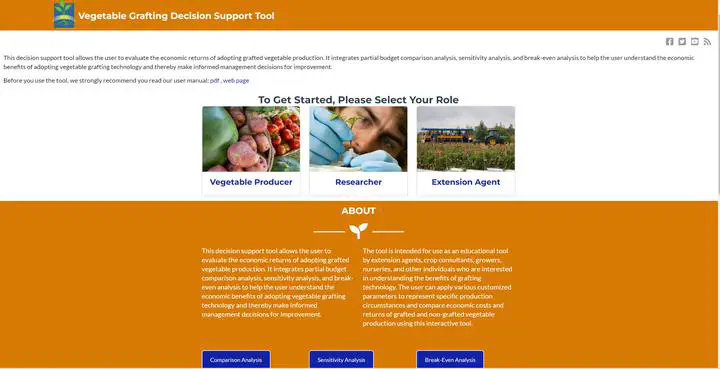 Vegetable Grafting Decision Support Tool
This decision support tool allows the user to evaluate the economic returns of adopting grafted vegetable production. It integrates partial budget comparison analysis, sensitivity analysis, and break-even analysis to help the user understand the economic
benefits of adopting vegetable grafting technology and thereby make informed management decisions for improvement.
Before you use the tool, we strongly recommend you read our user manual: pdf , web page
To Get Started, Please Select Your Role
Vegetable Producer
Researcher
Extension Agent
ABOUT
This decision support tool allows the user to
evaluate the economic returns of adopting grafted
vegetable production. It integrates partial budget
comparison analysis, sensitivity analysis, and break-
even analysis to help the user understand the
economic benefits of adopting vegetable grafting
technology and thereby make informed
management decisions for improvement.
The tool is intended for use as an educational tool
by extension agents, crop consultants, growers,
nurseries, and other individuals who are interested
in understanding the benefits of grafting
technology. The user can apply various customized
parameters to represent specific production
circumstances and compare economic costs and
returns of grafted and non-grafted vegetable
production using this interactive tool.
Comparison Analysis
Sensitivity Analysis
Break-Even Analysis